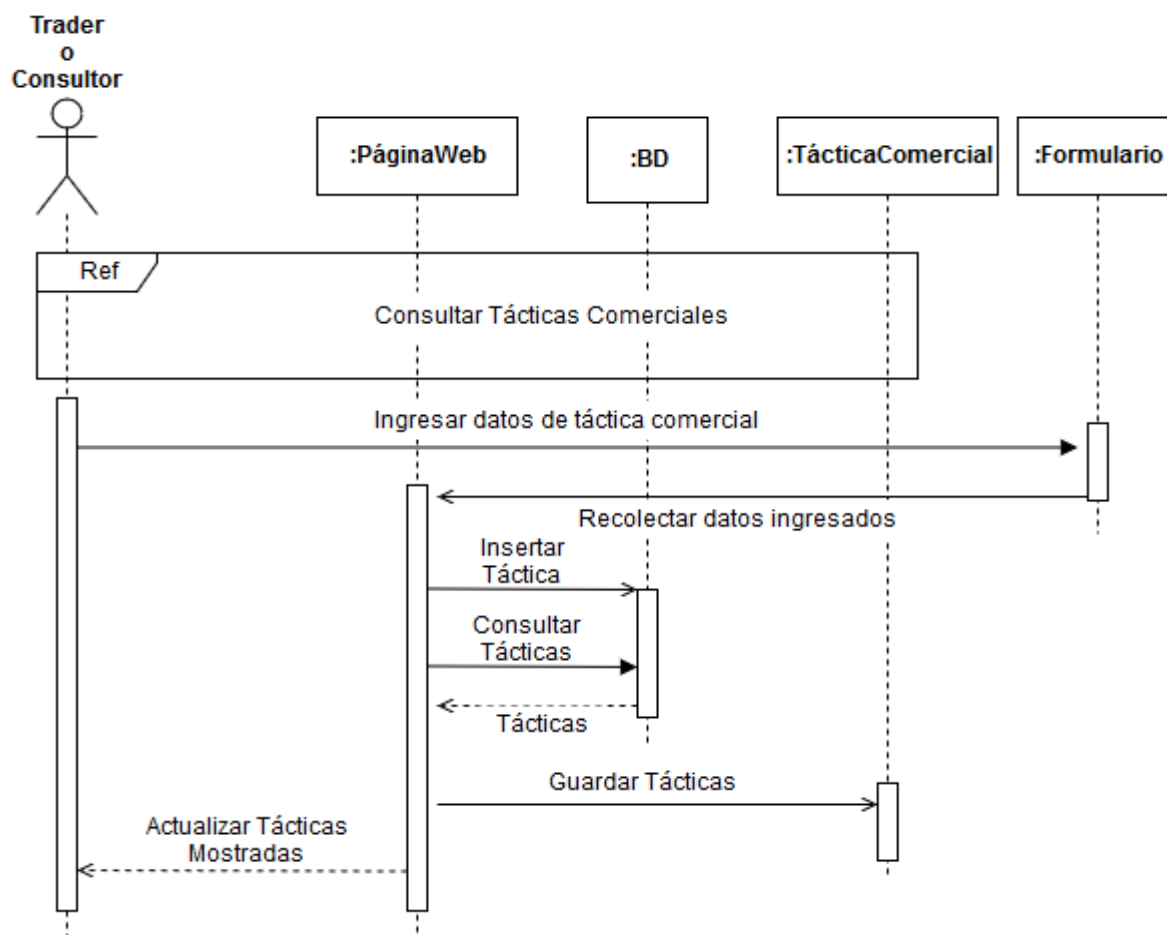 Trader
o
Consultor
:PáginaWeb
:BD
:TácticaComercial
:Formulario
Ref
Consultar Tácticas Comerciales
Ingresar datos de táctica comercial
Recolectar datos ingresados
Insertar
Táctica
Consultar
Tácticas
Tácticas
Guardar Tácticas
Actualizar Tácticas
Mostradas